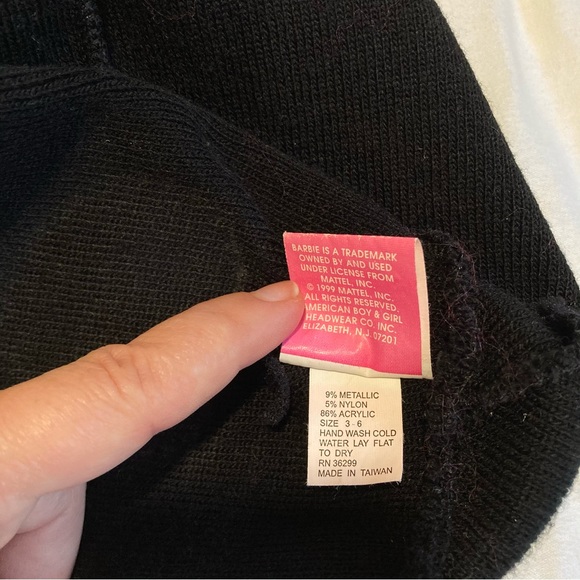 BARBIE IS A TRADEMARK
OWNED BY AND USED
UNDER LICENSE FROM
MATTEL, INC.
© 1999 MATTEL, INC.
ALL RIGHTS RESERVED.
AMERICAN BOY & GIRL
HEADWEAR CO., INC.
ELIZABETH, N.J. 07201
9% METALLIC
5% NYLON
86% ACRYLIC
SIZE 3 - 6
HAND WASH COLD
WATER LAY FLAT
TO DRY
RN 36299
MADE IN TAIWAN